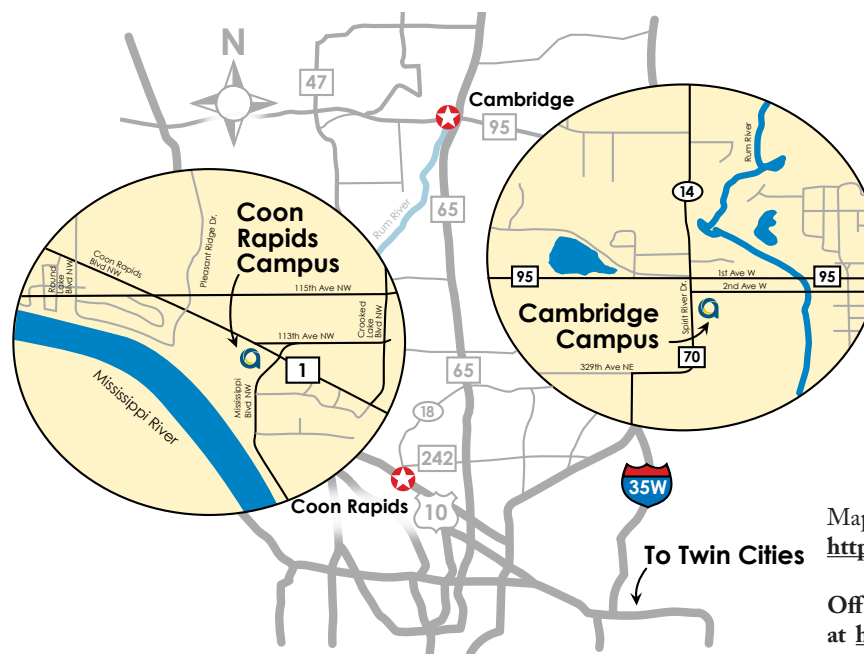 N
47
Cambridge
95
Rum River
65
65
18
242
Coon Rapids
10
35W
To Twin Cities
Coon
Rapids
Campus
Pleasant Ridge Dr.
Coon Rapids
Blvd NW
Round
Lake
Blvd NW
115th Ave NW
Crooked
Lake
Blvd NW
113th Ave NW
1
Mississippi
Blvd NW
Mississippi River
Rum River
14
95
1st Ave W
95
2nd Ave W
Cambridge
Campus
Spirit River Dr.
70
329th Ave NE
Map
http
Off
at h